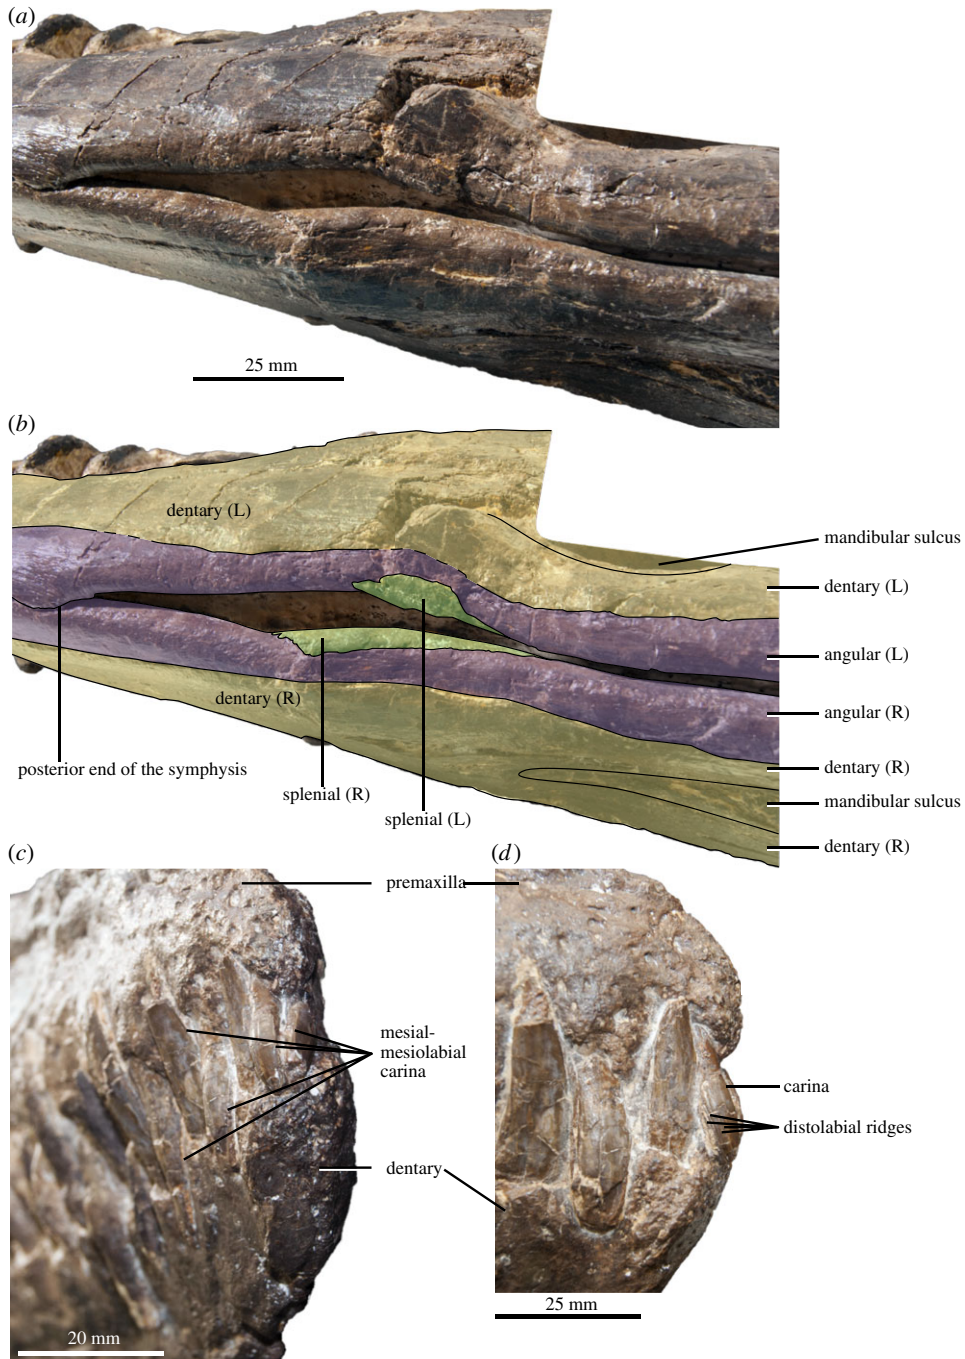 (a)
25 mm
(b)
dentary (L)
mandibular sulcus
dentary (L)
angular (L)
dentary (R)
angular (R)
posterior end of the symphysis
dentary (R)
splenial (R)
mandibular sulcus
splenial (L)
dentary (R)
(c)
(d)
premaxilla
mesial-
mesiolabial
carina
carina
distolabial ridges
dentary
25 mm
20 mm